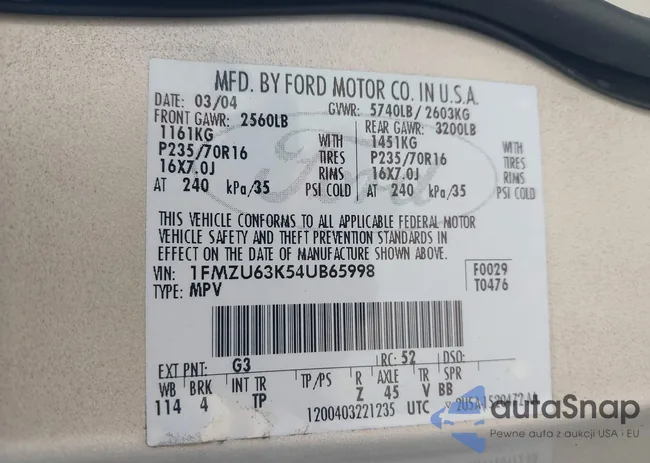 MFD. BY FORD MOTOR CO. IN U.S.A.
DATE: 03/04 GVWR: 5740LB/2603KG
FRONT GAWR: 2560LB REAR GAWR: 3200LB
1161KG WITH 1451KG WITH
P235/70R16 TIRES P235/70R16 TIRES
16X7.0J RIMS 16X7.0J RIMS
AT 240 kPa/35 PSI COLD AT 240 kPa/35 PSI COLD
Ford
THIS VEHICLE CONFORMS TO ALL APPLICABLE FEDERAL MOTOR
VEHICLE SAFETY AND THEFT PREVENTION STANDARDS IN
EFFECT ON THE DATE OF MANUFACTURE SHOWN ABOVE.
VIN: 1FMZU63K54UB65998 F0029
TYPE: MPV T0476
EXT PNT: G3 RC: 52 DSO:
WB BRK INT TR TP/PS R AXLE TR SPR
114 4 TP Z 45 V BB
1200403221235 UTC
autoSnap
Pewne auta z aukcji USA i EU